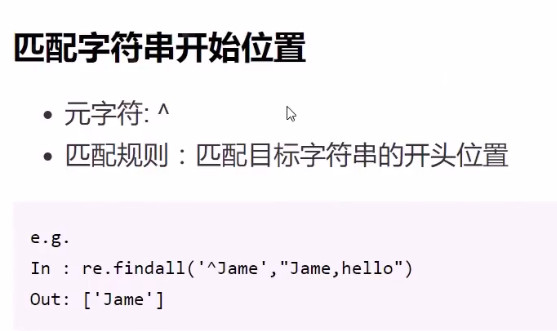 匹配字符串开始位置
• 元字符: ^
• 匹配规则：匹配目标字符串的开头位置
e.g.
In : re.findall('^Jame',"Jame,hello")
Out: ['Jame']